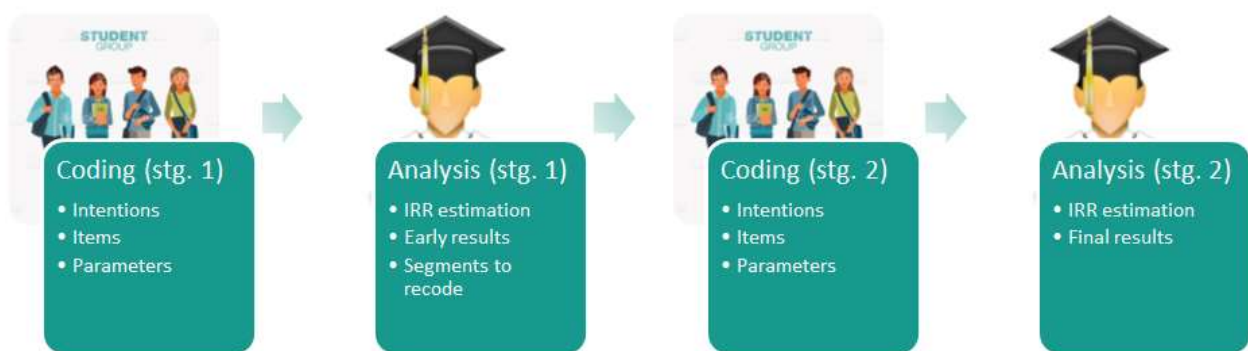 STUDENT
GROUP
Coding (stg. 1)
• Intentions
• Items
• Parameters
Analysis (stg. 1)
• IRR estimation
• Early results
• Segments to
recode
STUDENT
GROUP
Coding (stg. 2)
• Intentions
• Items
• Parameters
Analysis (stg. 2)
• IRR estimation
• Final results